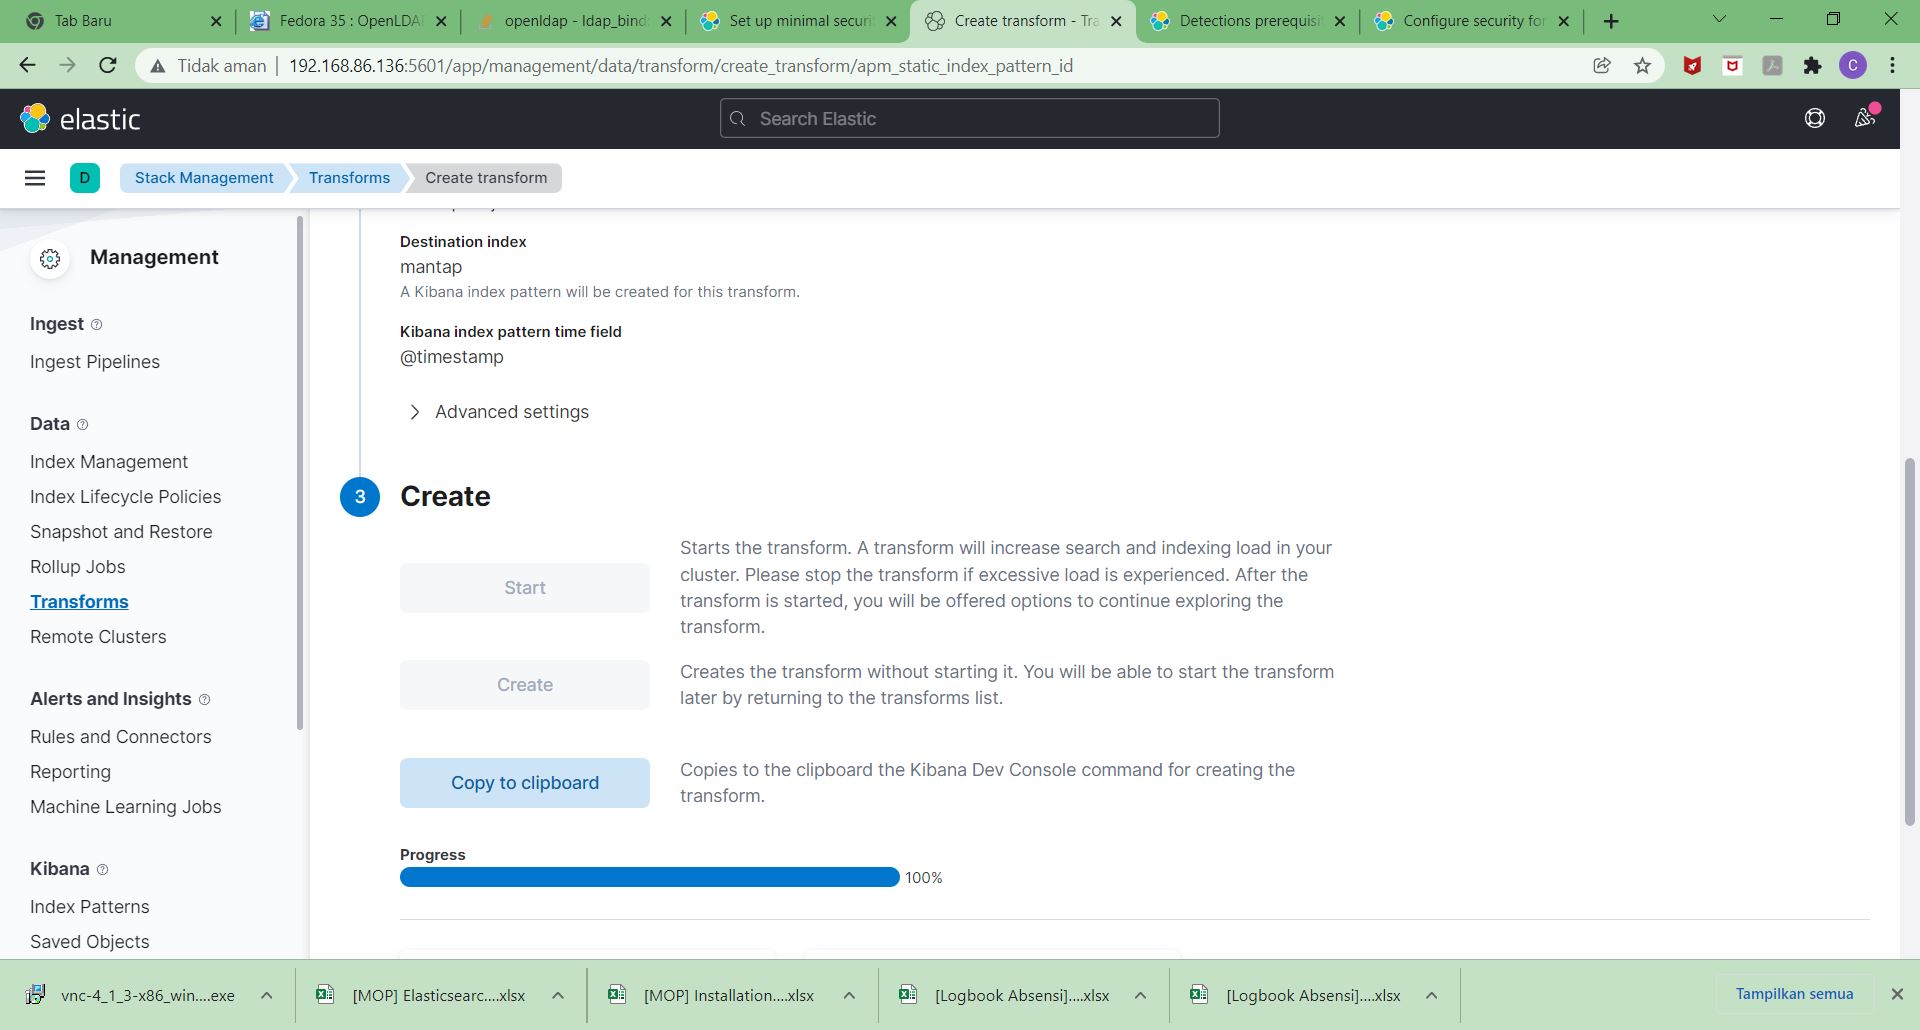 Tab Baru
Fedora 35 : OpenLDA
openldap - ldap_bind:
Set up minimal securi
Create transform - Tra
Detections prerequisit
Configure security for
Tidak aman
192.168.86.136:5601/app/management/data/transform/create_transform/apm_static_index_pattern_id
C
elastic
Search Elastic
D
Stack Management
Transforms
Create transform
Management
Ingest
Ingest Pipelines
Data
Index Management
Index Lifecycle Policies
Snapshot and Restore
Rollup Jobs
Transforms
Remote Clusters
Alerts and Insights
Rules and Connectors
Reporting
Machine Learning Jobs
Kibana
Index Patterns
Saved Objects
Destination index
mantap
A Kibana index pattern will be created for this transform.
Kibana index pattern time field
@timestamp
Advanced settings
3
Create
Start
Starts the transform. A transform will increase search and indexing load in your
cluster. Please stop the transform if excessive load is experienced. After the
transform is started, you will be offered options to continue exploring the
transform.
Create
Creates the transform without starting it. You will be able to start the transform
later by returning to the transforms list.
Copy to clipboard
Copies to the clipboard the Kibana Dev Console command for creating the
transform.
Progress
100%
vnc-4_1_3-x86_win....exe
[MOP] Elasticsearc....xlsx
[MOP] Installation....xlsx
[Logbook Absensi]....xlsx
[Logbook Absensi]....xlsx
Tampilkan semua